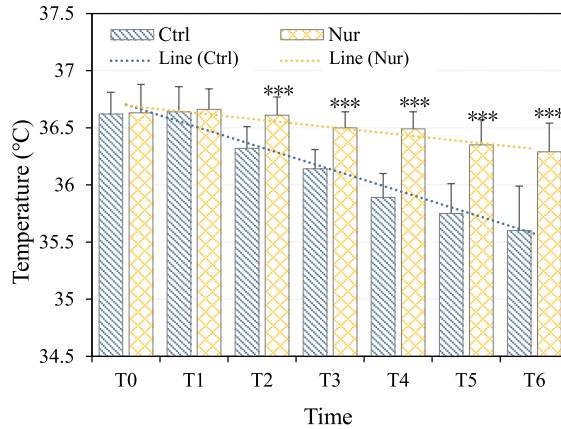 37.5
Ctrl
Nur
Line (Ctrl)
Line (Nur)
37
***
***
***
***
***
36.5
36
35.5
35
34.5
Temperature (℃)
T0
T1
T2
T3
T4
T5
T6
Time